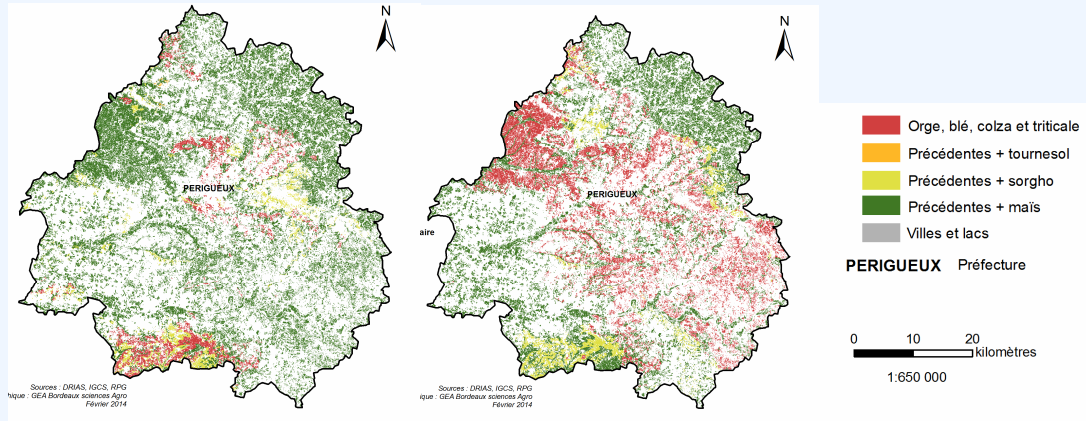 N
PERIGUEUX
Sources : DRIAS, IGCS, RPG
hique : GEA Bordeaux sciences Agro
Février 2014
N
PERIGUEUX
aire
Sources : DRIAS, IGCS, RPG
ique : GEA Bordeaux sciences Agro
Février 2014
Orge, blé, colza et triticale
Précédentes + tournesol
Précédentes + sorgho
Précédentes + maïs
Villes et lacs
PERIGUEUX Préfecture
0 10 20
kilomètres
1:650 000